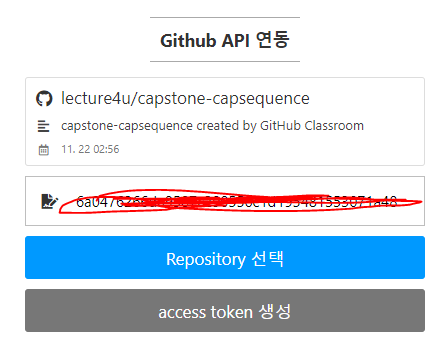 Github API 연동
lecture4u/capstone-capsequence
capstone-capsequence created by GitHub Classroom
11. 22 02:56
Repository 선택
access token 생성